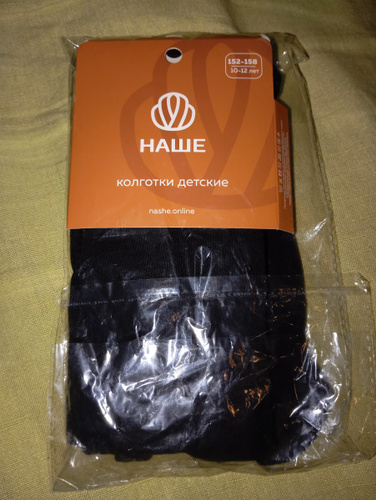 152-158
10-12 лет
НАШЕ
колготки детские
nashe.online